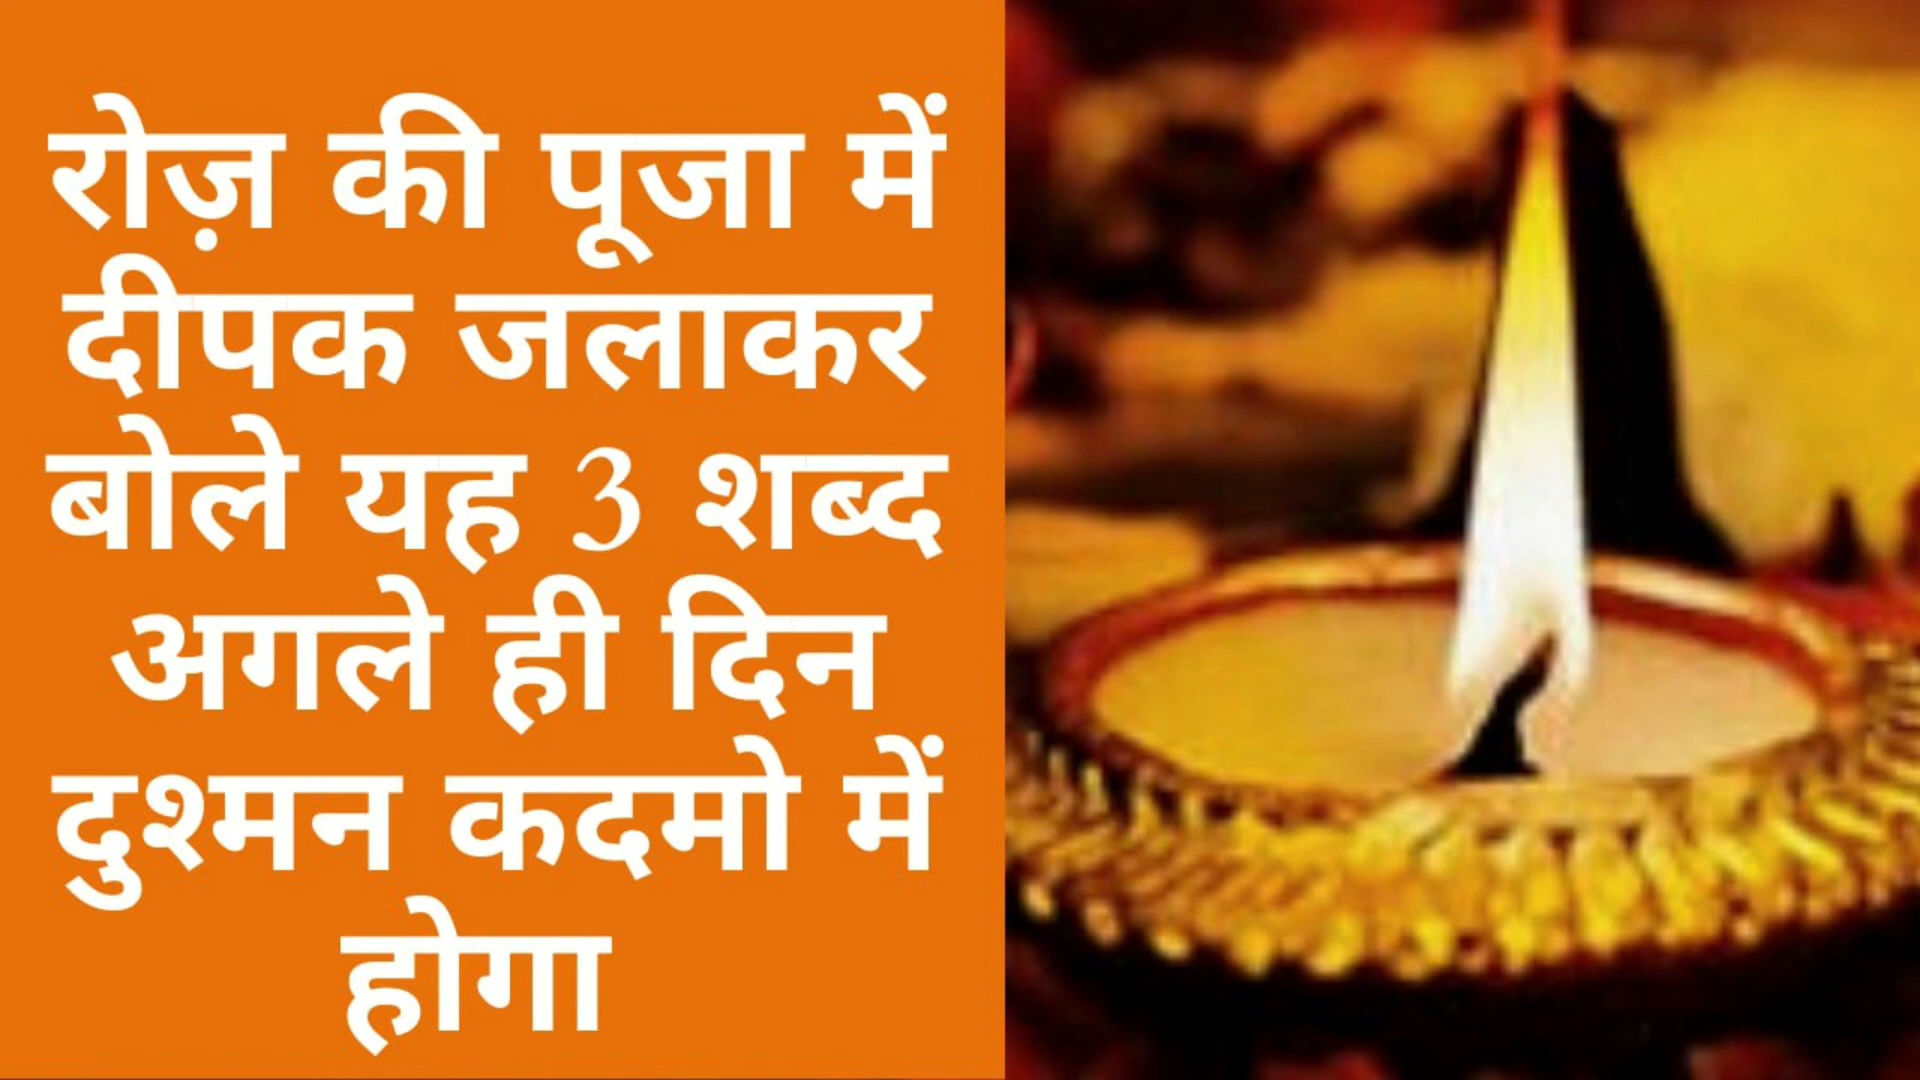 रोज़ की पूजा में
दीपक जलाकर
बोले यह 3 शब्द
अगले ही दिन
दुश्मन कदमो में
होगा